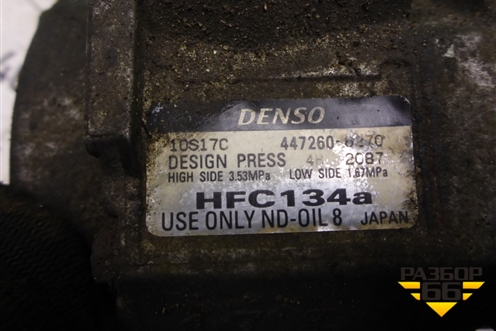 DENSO
10S17C 447260-
DESIGN PRESS 2087
HIGH SIDE 3.53MPa LOW SIDE 1.67MPa
HFC134a
USE ONLY ND-OIL 8 JAPAN
РАЗБОР
66